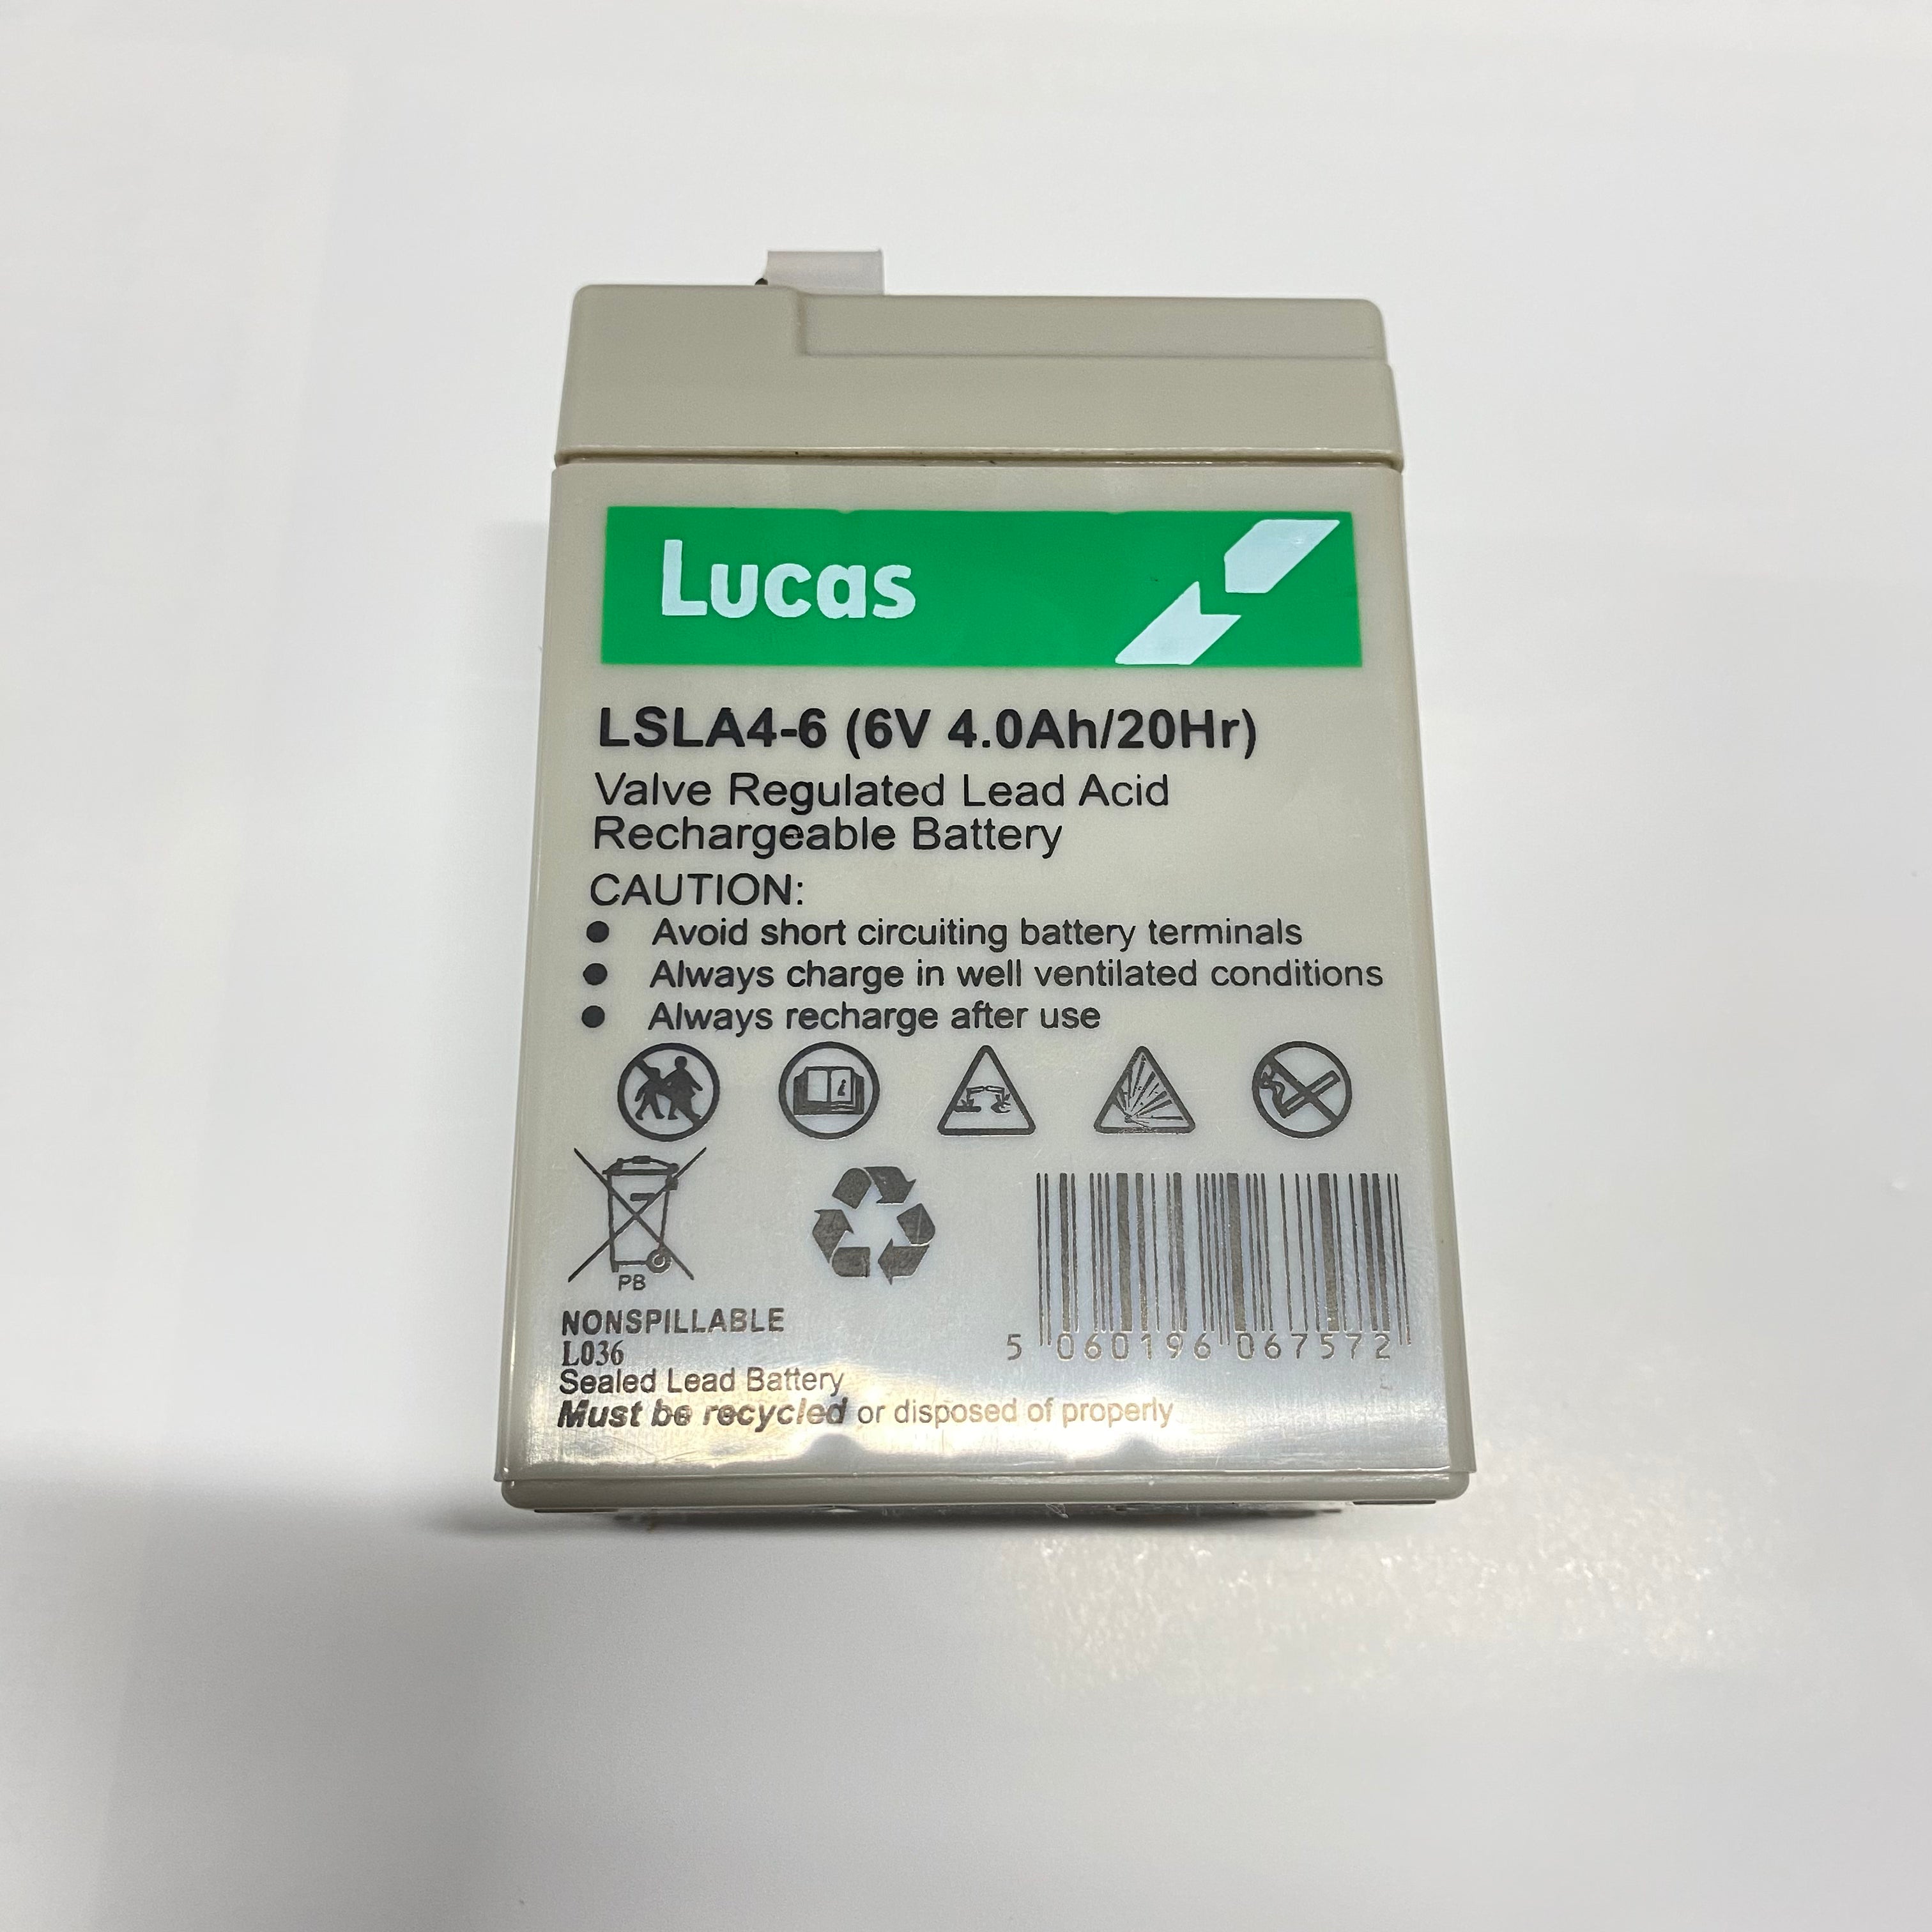 Lucas
LSLA4-6 (6V 4.0Ah/20Hr)
Valve Regulated Lead Acid
Rechargeable Battery
CAUTION:
● Avoid short circuiting battery terminals
● Always charge in well ventilated conditions
● Always recharge after use
PB
NONSPILLABLE
L036
Sealed Lead Battery
Must be recycled or disposed of properly
5 060196 067572